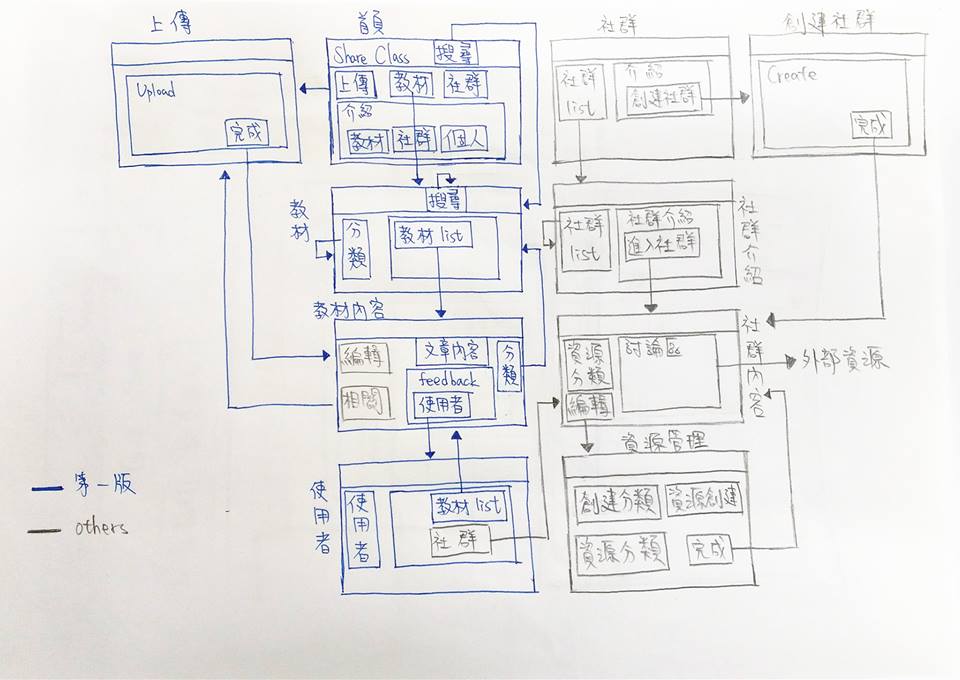 上傳
Upload
完成
首頁
Share Class 搜尋
上傳 教材 社群
介紹
教材 社群 個人
社群
社群
list
介紹
創建社群
創建社群
Create
完成
教材
搜尋
分類
教材 list
社群介紹
社群
list
社群介紹
進入社群
教材內容
編輯
相關
文章內容
feedback
使用者
分類
社群內容
資源
分類
編輯
討論區
外部資源
使用者
使用者
教材 list
社群
資源管理
創建分類 資源創建
資源分類 完成
第一版
others